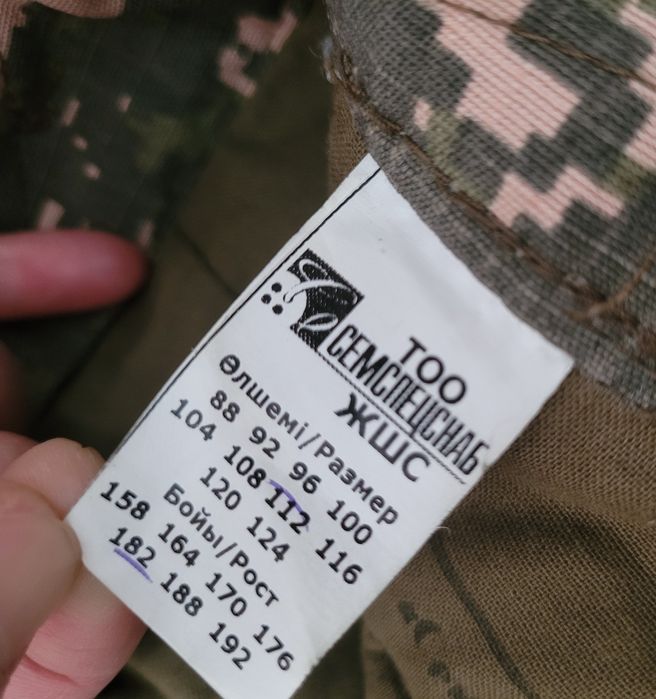 ТОО
СЕМСПЕЦСНАБ
ЖШС
Өлшемі/Размер
88 92 96 100
104 108 112 116
120 124
Бойы/Рост
158 164 170 176
182 188 192